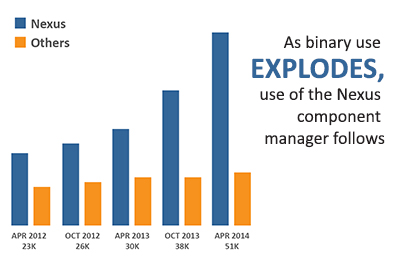 Nexus
Others
As binary use
EXPLODES,
use of the Nexus
component
manager follows
APR 2012 OCT 2012 APR 2013 OCT 2013 APR 2014
23K 26K 30K 38K 51K